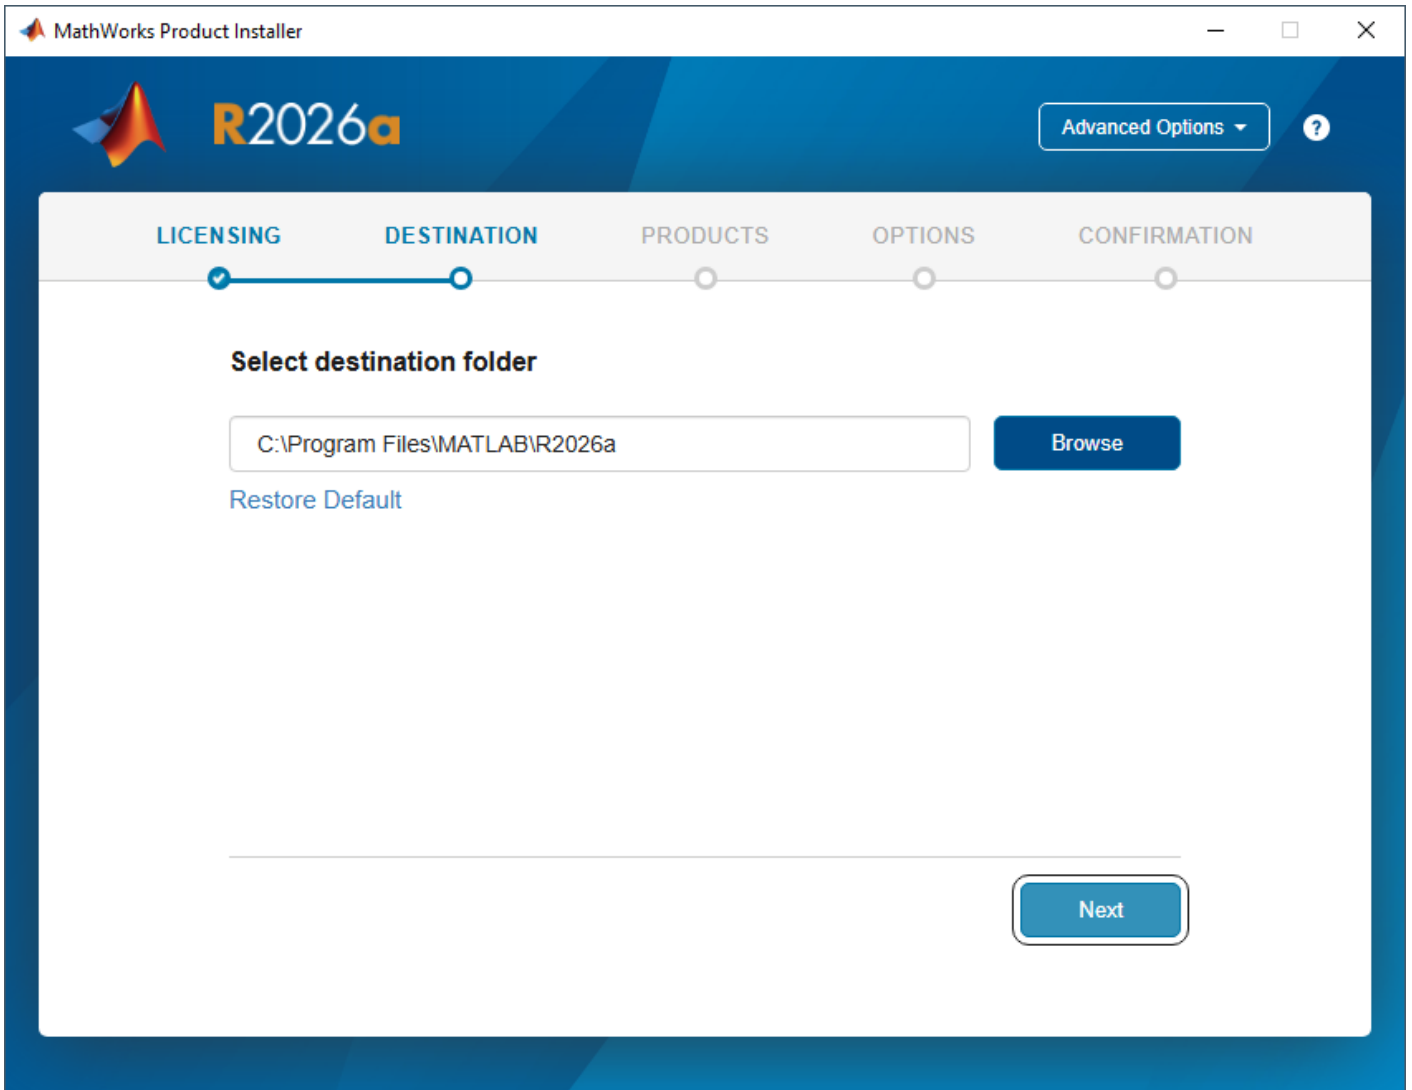 MathWorks Product Installer
R2026a
Advanced Options
?
LICENSING DESTINATION PRODUCTS OPTIONS CONFIRMATION
Select destination folder
C:\Program Files\MATLAB\R2026a
Browse
Restore Default
Next